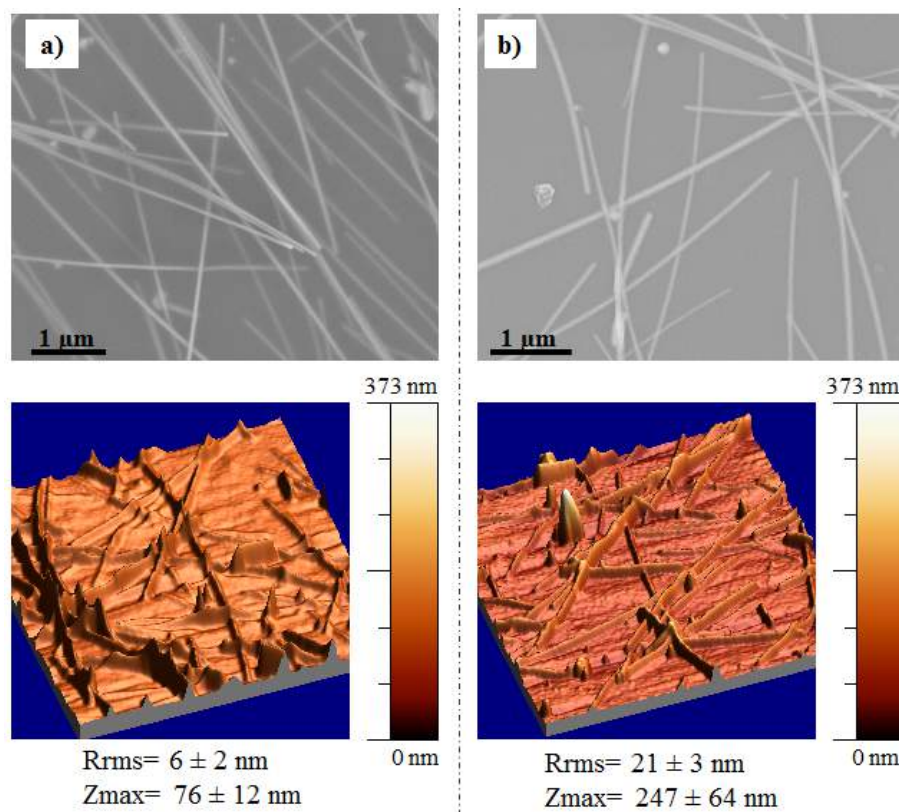 a)
b)
1 µm
1 µm
373 nm
373 nm
0 nm
0 nm
Rrms= 6 ± 2 nm
Zmax= 76 ± 12 nm
Rrms= 21 ± 3 nm
Zmax= 247 ± 64 nm